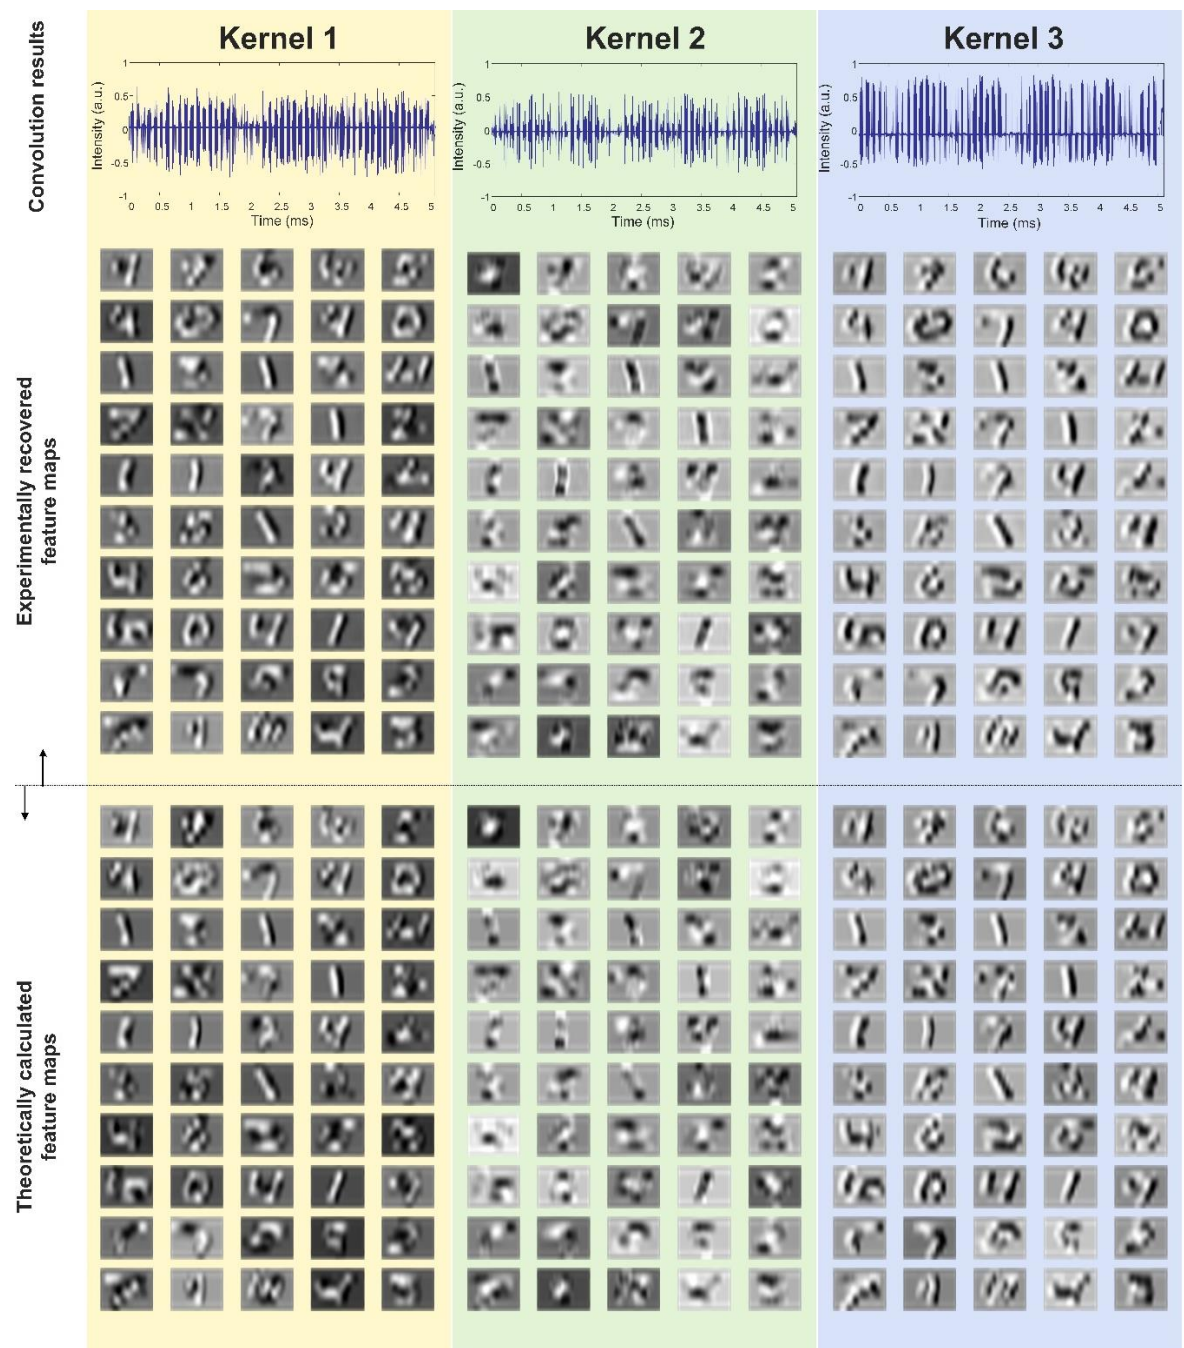 Kernel 1
Kernel 2
Kernel 3
Convolution results
Intensity (a.u.)
1
0.5
0
-0.5
-1
0 0.5 1 1.5 2 2.5 3 3.5 4 4.5 5
Time (ms)
Intensity (a.u.)
1
0.5
0
-0.5
-1
0 0.5 1 1.5 2 2.5 3 3.5 4 4.5 5
Time (ms)
Intensity (a.u.)
1
0.5
0
-0.5
-1
0 0.5 1 1.5 2 2.5 3 3.5 4 4.5 5
Time (ms)
Experimentally recovered
feature maps
Theoretically calculated
feature maps